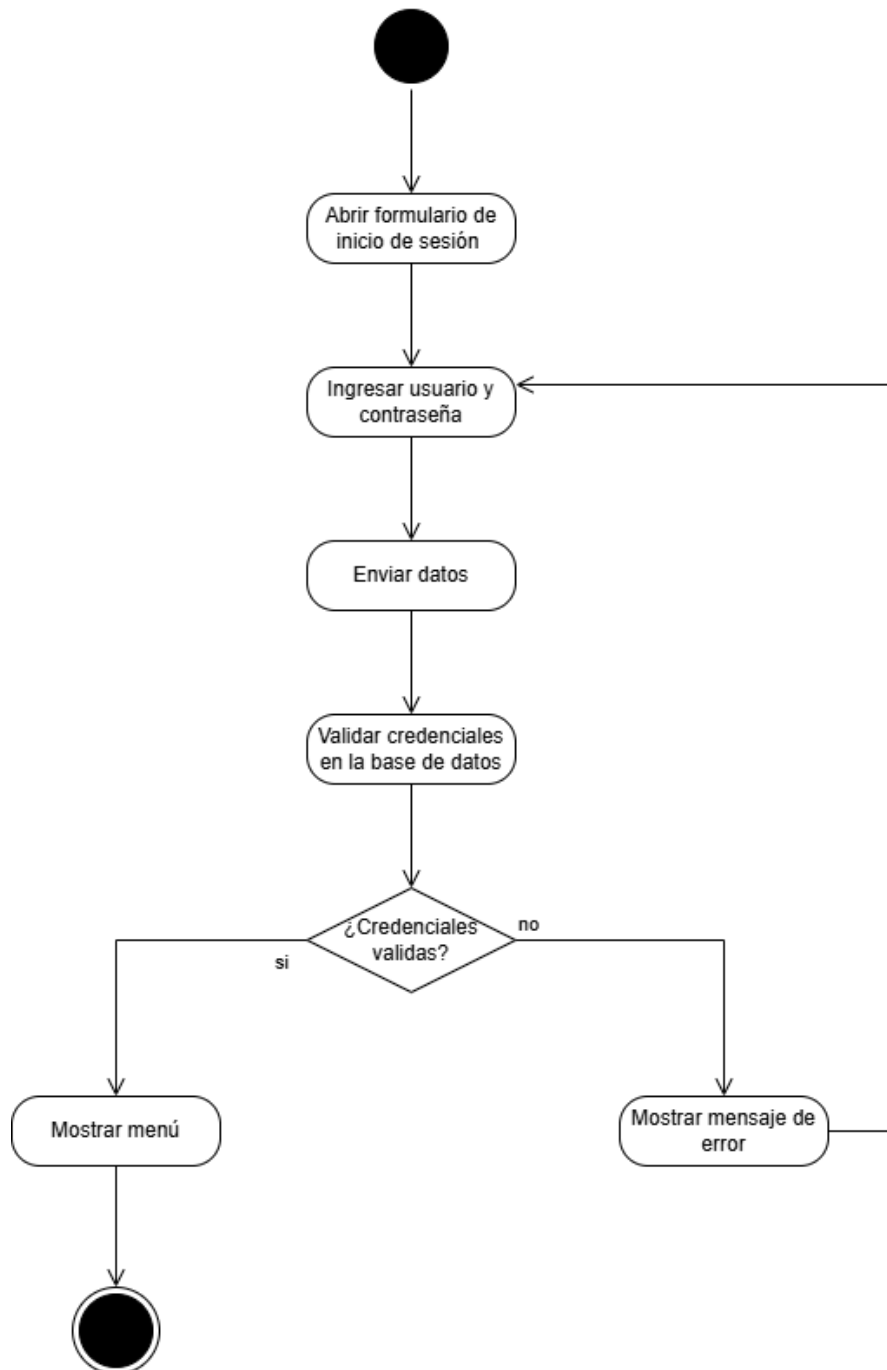 Abrir formulario de
inicio de sesión
Ingresar usuario y
contraseña
Enviar datos
Validar credenciales
en la base de datos
¿Credenciales
validas?
si
no
Mostrar menú
Mostrar mensaje de
error